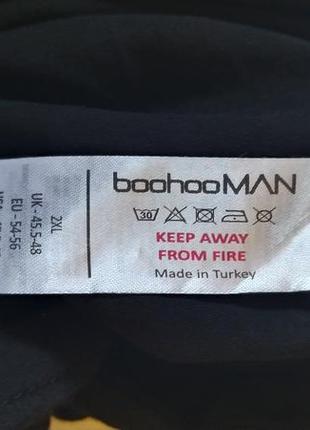 boohooMAN
30
KEEP AWAY
FROM FIRE
Made in Turkey
2XL
UK - 45.5-48
EU - 54-56